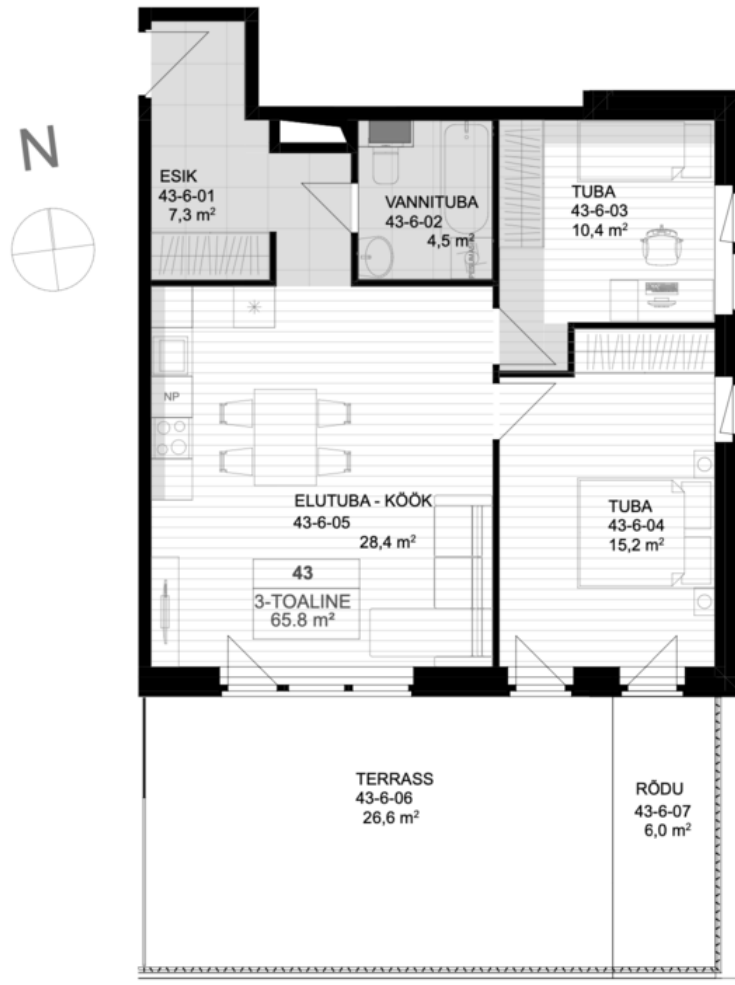 N
ESIK
43-6-01
7,3 m²
VANNITUBA
43-6-02
4,5 m²
TUBA
43-6-03
10,4 m²
NP
ELUTUBA - KÖÖK
43-6-05
28,4 m²
TUBA
43-6-04
15,2 m²
43
3-TOALINE
65.8 m²
TERRASS
43-6-06
26,6 m²
RÕDU
43-6-07
6,0 m²